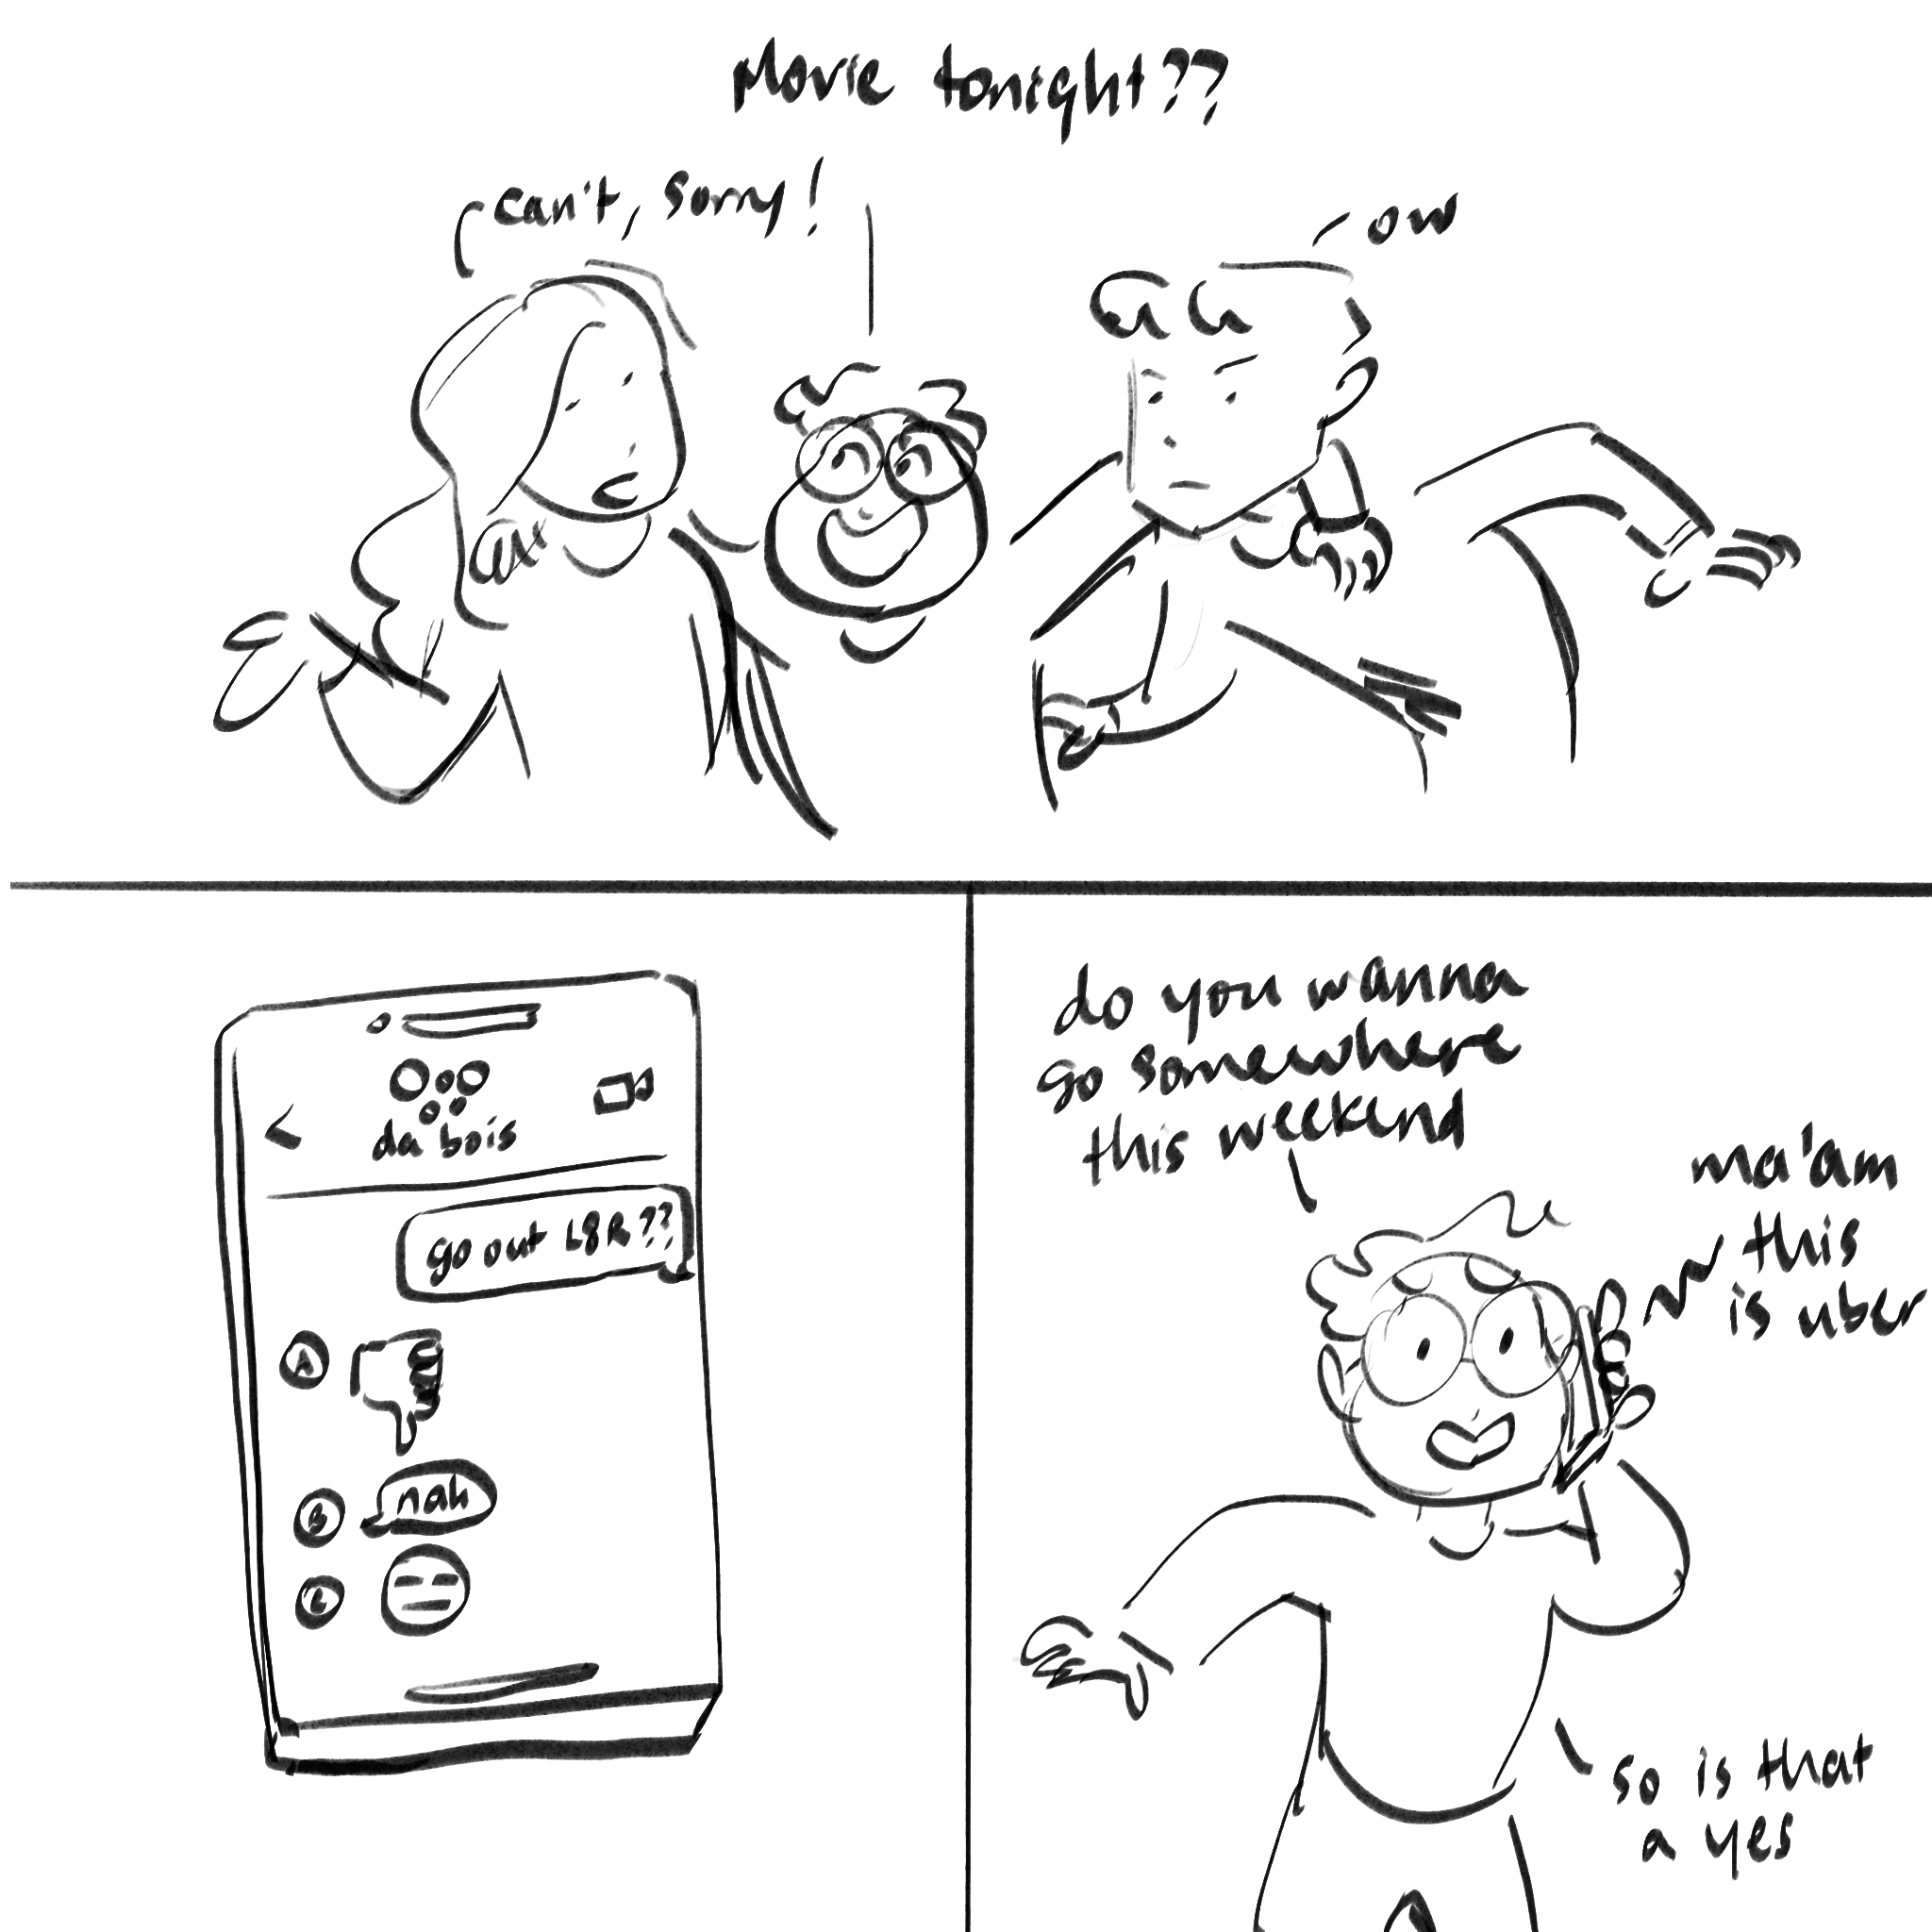 Movie tonight??
can't, sorry!
ow
da bois
go out L8R??
A
nah
B
C
do you wanna
go somewhere
this weekend
ma'am
this
is uber
so is that
a yes